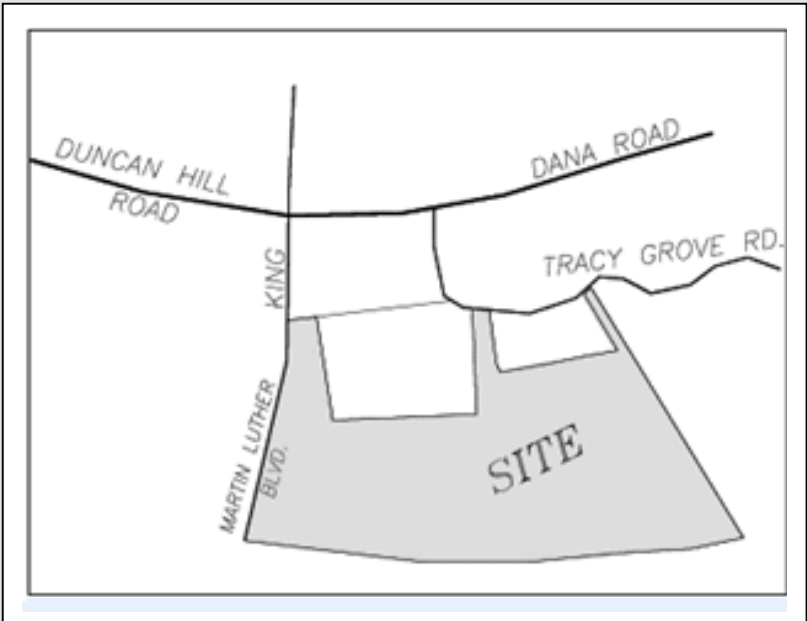 DUNCAN HILL
ROAD
DANA ROAD
KING
TRACY GROVE RD.
MARTIN LUTHER
BLVD.
SITE